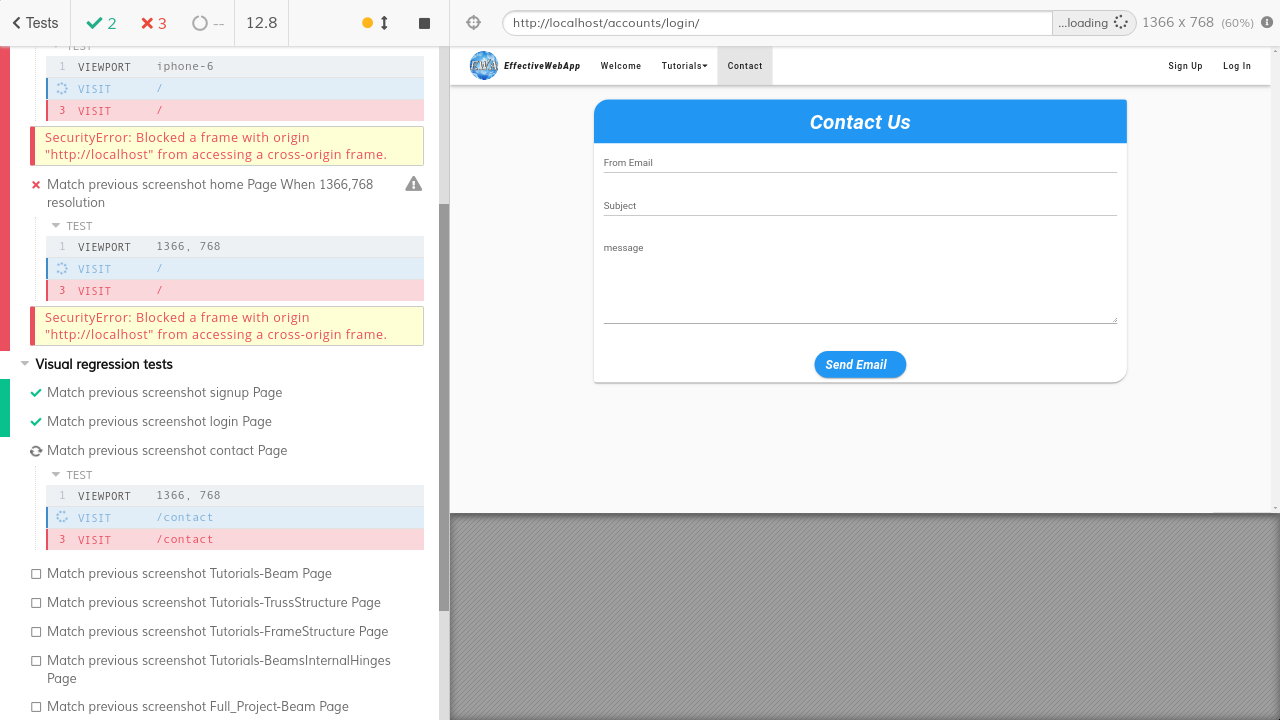 Tests
2
3
--
12.8
http://localhost/accounts/login/
...loading
1366 x 768 (60%)
TEST
1 VIEWPORT iphone-6
VISIT /
3 VISIT /
SecurityError: Blocked a frame with origin
"http://localhost" from accessing a cross-origin frame.
Match previous screenshot home Page When 1366,768
resolution
TEST
1 VIEWPORT 1366, 768
VISIT /
3 VISIT /
SecurityError: Blocked a frame with origin
"http://localhost" from accessing a cross-origin frame.
Visual regression tests
Match previous screenshot signup Page
Match previous screenshot login Page
Match previous screenshot contact Page
TEST
1 VIEWPORT 1366, 768
VISIT /contact
3 VISIT /contact
Match previous screenshot Tutorials-Beam Page
Match previous screenshot Tutorials-TrussStructure Page
Match previous screenshot Tutorials-FrameStructure Page
Match previous screenshot Tutorials-BeamsInternalHinges
Page
Match previous screenshot Full_Project-Beam Page
EWA
EffectiveWebApp
Welcome
Tutorials
Contact
Sign Up
Log In
Contact Us
From Email
Subject
message
Send Email